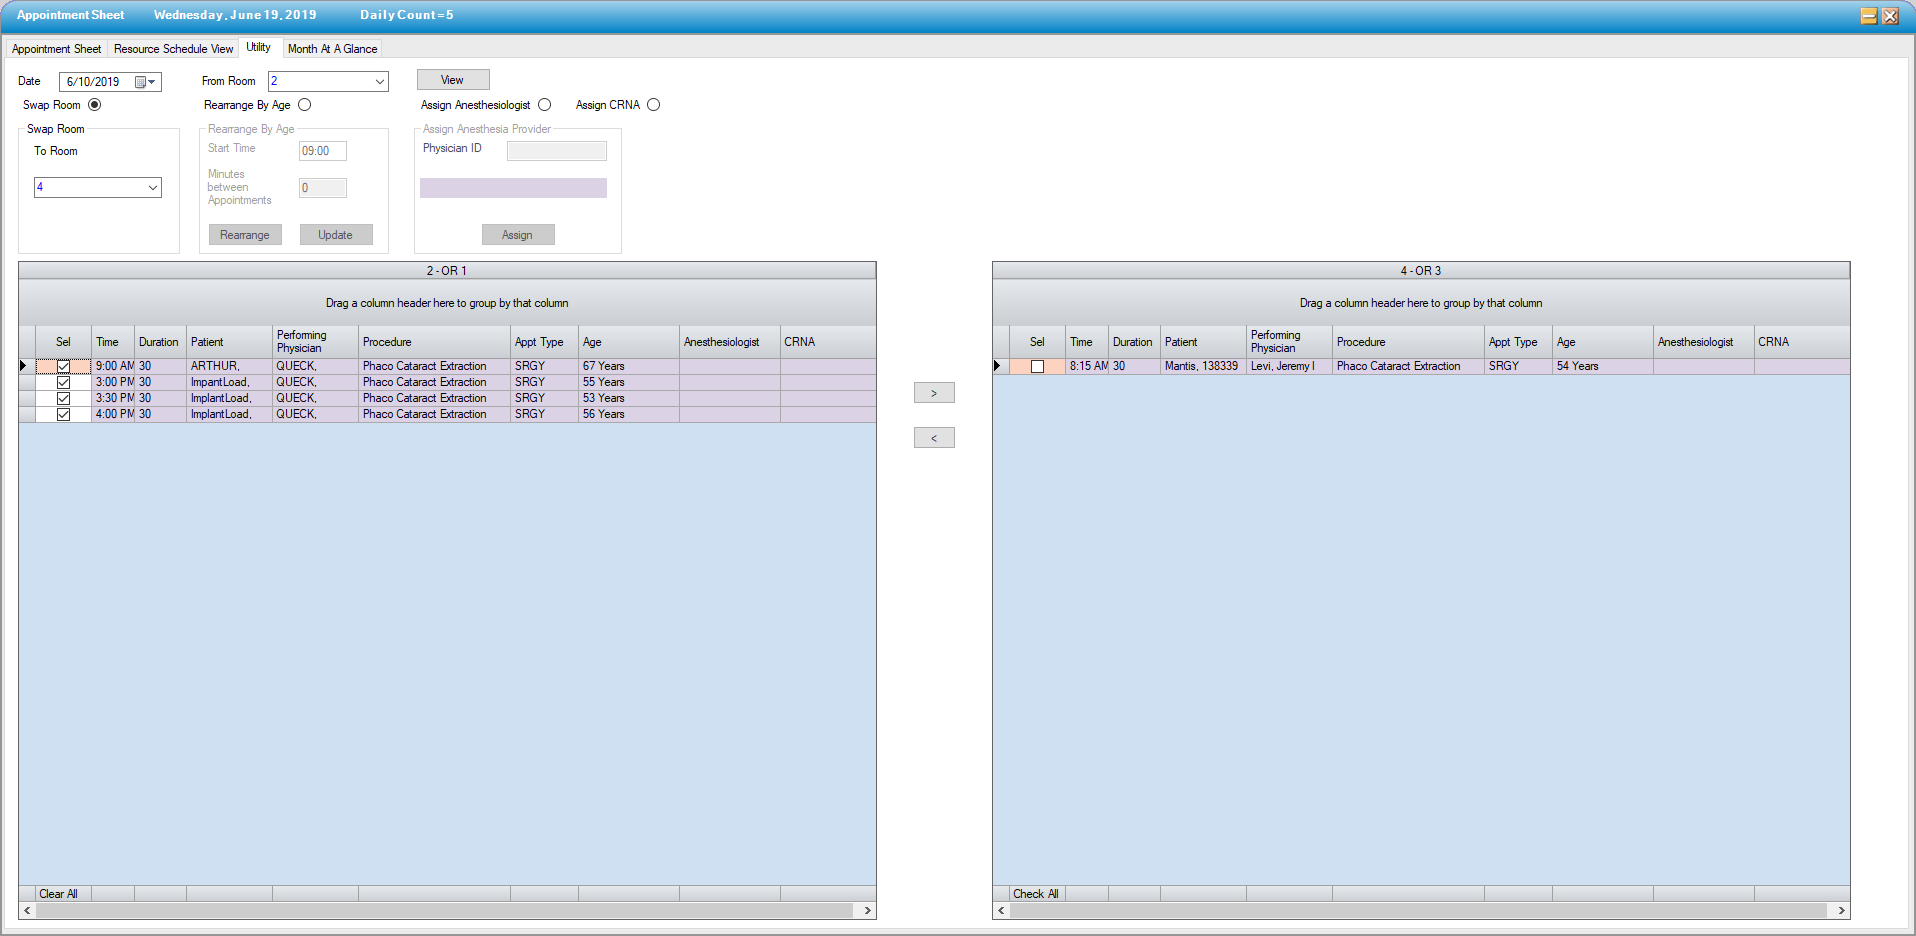 Appointment Sheet Wednesday, June 19, 2019 Daily Count=5
Appointment Sheet Resource Schedule View Utility Month At A Glance
Date 6/10/2019 From Room 2 View
Swap Room Rearrange By Age Assign Anesthesiologist Assign CRNA
Swap Room Rearrange By Age Assign Anesthesia Provider
To Room Start Time 09:00 Physician ID
Minutes
between
Appointments
4 0
Rearrange Update Assign
2 - OR 1
Drag a column header here to group by that column
Sel Time Duration Patient Performing Physician Procedure Appt Type Age Anesthesiologist CRNA
9:00 AM 30 ARTHUR, QUECK, Phaco Cataract Extraction SRGY 67 Years
3:00 PM 30 ImpantLoad, QUECK, Phaco Cataract Extraction SRGY 55 Years
3:30 PM 30 ImplantLoad, QUECK, Phaco Cataract Extraction SRGY 53 Years
4:00 PM 30 ImplantLoad, QUECK, Phaco Cataract Extraction SRGY 56 Years
Clear All
>
<
4 - OR 3
Drag a column header here to group by that column
Sel Time Duration Patient Performing Physician Procedure Appt Type Age Anesthesiologist CRNA
8:15 AM 30 Mantis, 138339 Levi, Jeremy I Phaco Cataract Extraction SRGY 54 Years
Check All